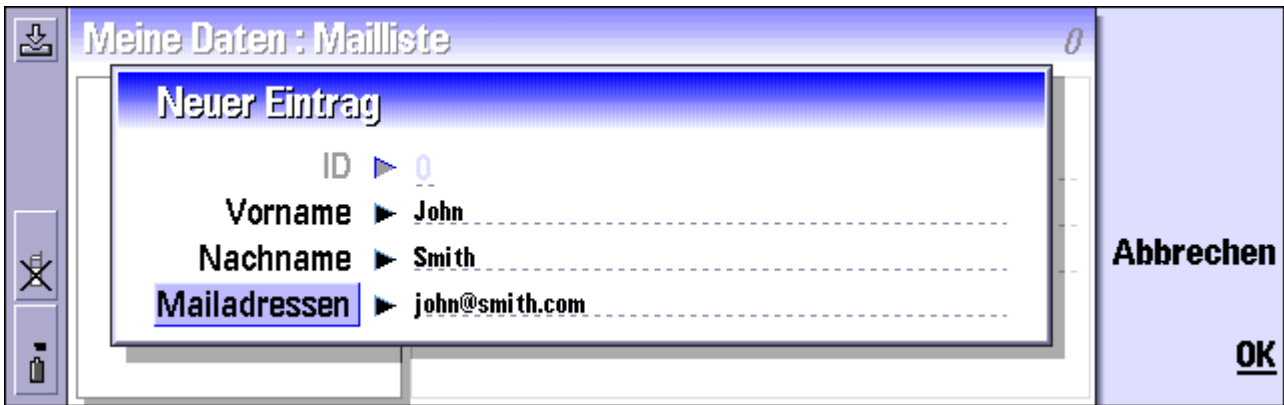 Meine Daten : Mailliste 0
Neuer Eintrag
ID 0
Vorname John
Nachname Smith
Mailadressen john@smith.com
Abbrechen
OK